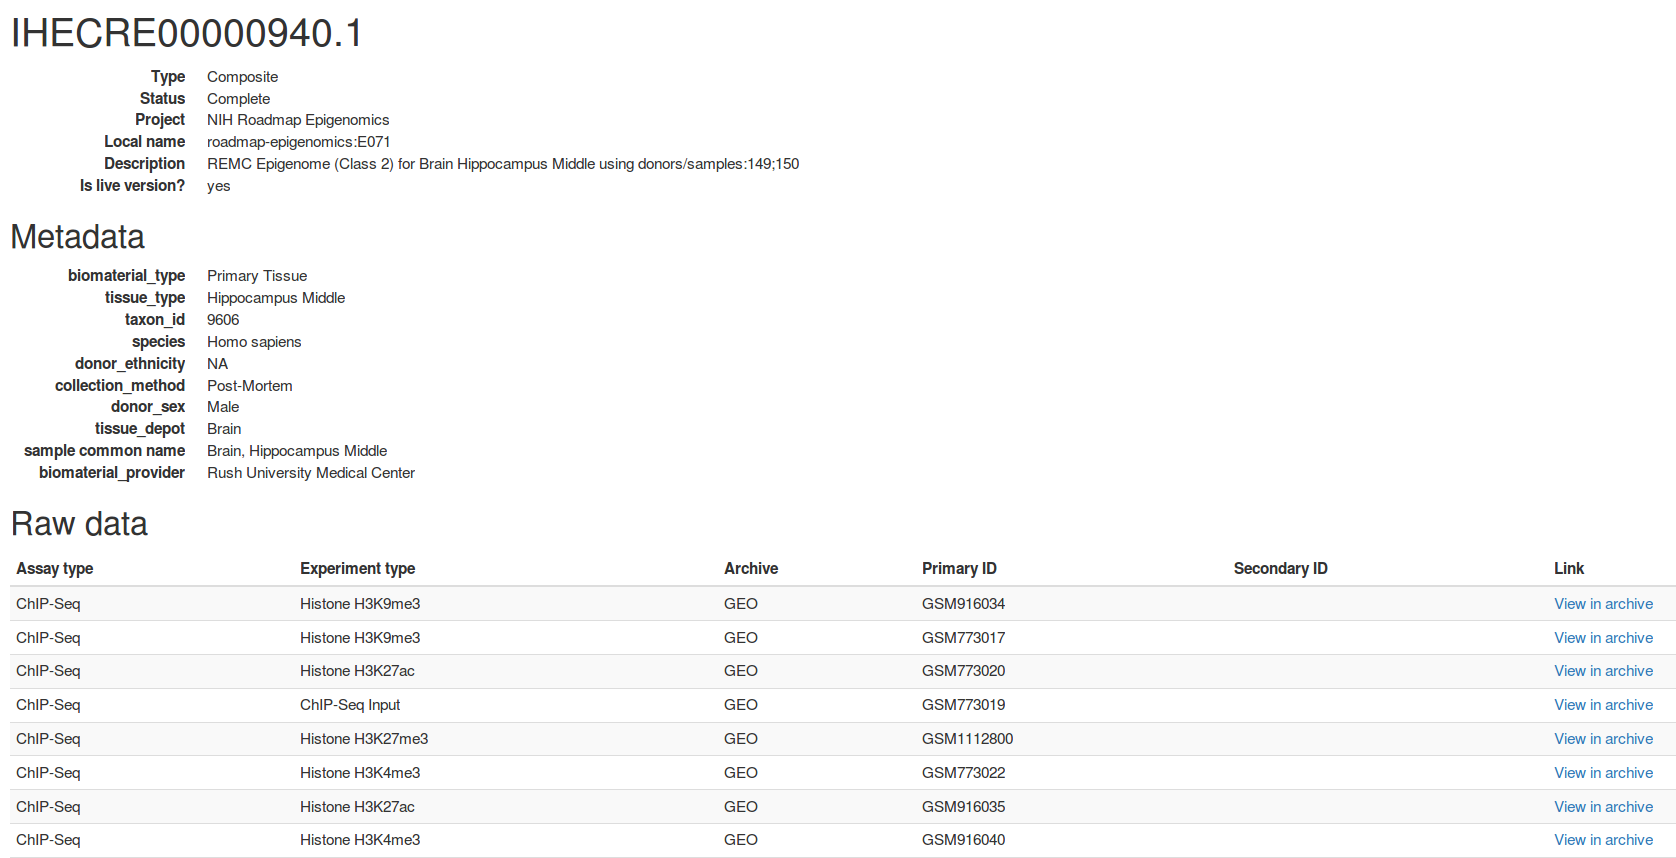 IHECRE00000940.1
Type Composite
Status Complete
Project NIH Roadmap Epigenomics
Local name roadmap-epigenomics:E071
Description REMC Epigenome (Class 2) for Brain Hippocampus Middle using donors/samples:149;150
Is live version? yes
Metadata
biomaterial_type Primary Tissue
tissue_type Hippocampus Middle
taxon_id 9606
species Homo sapiens
donor_ethnicity NA
collection_method Post-Mortem
donor_sex Male
tissue_depot Brain
sample common name Brain, Hippocampus Middle
biomaterial_provider Rush University Medical Center
Raw data
Assay type Experiment type Archive Primary ID Secondary ID Link
ChIP-Seq Histone H3K9me3 GEO GSM916034 View in archive
ChIP-Seq Histone H3K9me3 GEO GSM773017 View in archive
ChIP-Seq Histone H3K27ac GEO GSM773020 View in archive
ChIP-Seq ChIP-Seq Input GEO GSM773019 View in archive
ChIP-Seq Histone H3K27me3 GEO GSM1112800 View in archive
ChIP-Seq Histone H3K4me3 GEO GSM773022 View in archive
ChIP-Seq Histone H3K27ac GEO GSM916035 View in archive
ChIP-Seq Histone H3K4me3 GEO GSM916040 View in archive